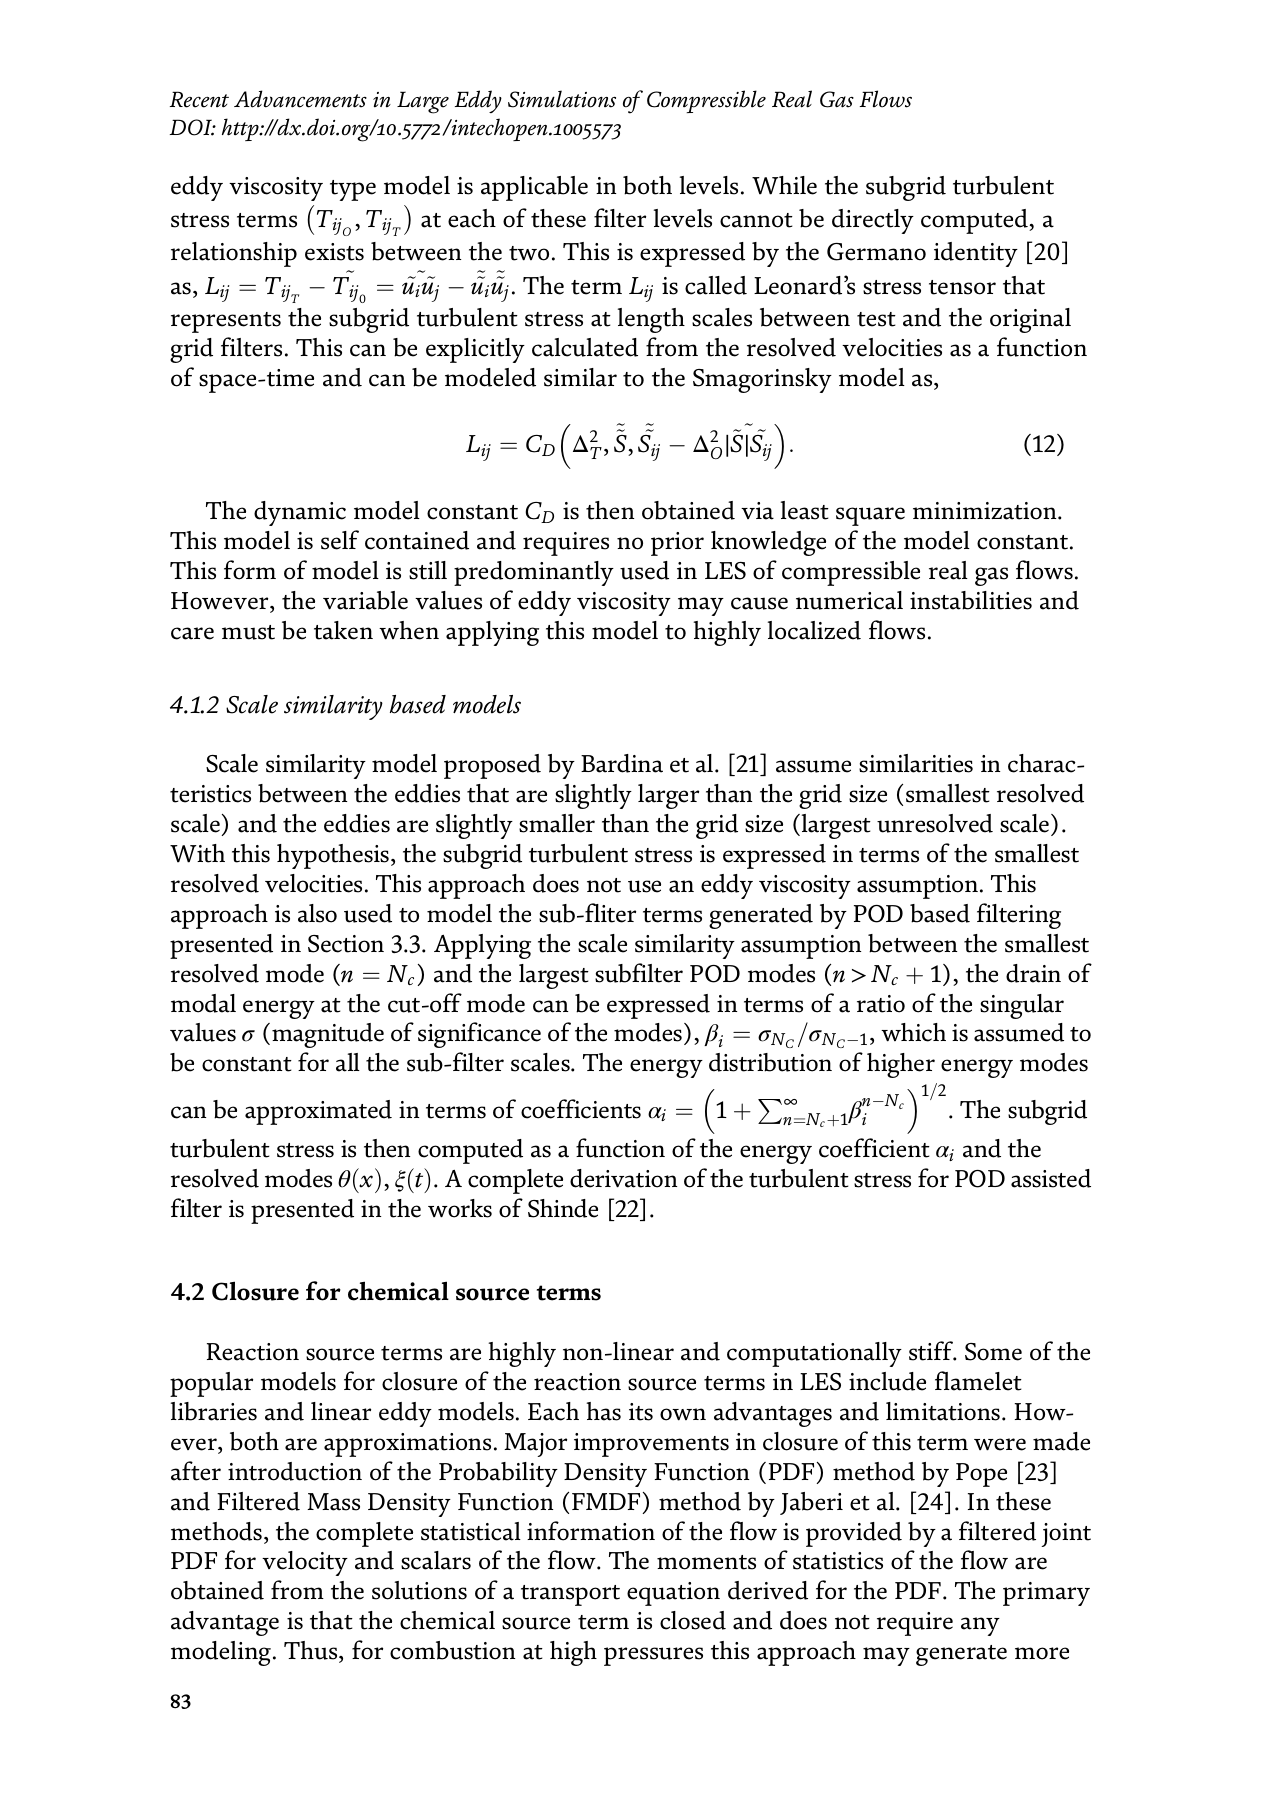 Recent Advancements in Large Eddy Simulations of Compressible Real Gas Flows
DOI: http://dx.doi.org/10.5772/intechopen.1005573
eddy viscosity type model is applicable in both levels. While the subgrid turbulent
stress terms (T_{ij_O}, T_{ij_T}) at each of these filter levels cannot be directly computed, a
relationship exists between the two. This is expressed by the Germano identity [20]
as, L_{ij} = T_{ij_T} − \tilde{T_{ij_0}} = \tilde{\tilde{u}_i\tilde{u}_j} − \tilde{\tilde{u}}_i\tilde{\tilde{u}}_j. The term L_{ij} is called Leonard's stress tensor that
represents the subgrid turbulent stress at length scales between test and the original
grid filters. This can be explicitly calculated from the resolved velocities as a function
of space-time and can be modeled similar to the Smagorinsky model as,
L_{ij} = C_D(Δ_T^2, \tilde{\tilde{S}}, \tilde{\tilde{S}}_{ij} − Δ_O^2\tilde{|\tilde{S}|\tilde{S}_{ij}}). (12)
The dynamic model constant C_D is then obtained via least square minimization.
This model is self contained and requires no prior knowledge of the model constant.
This form of model is still predominantly used in LES of compressible real gas flows.
However, the variable values of eddy viscosity may cause numerical instabilities and
care must be taken when applying this model to highly localized flows.
4.1.2 Scale similarity based models
Scale similarity model proposed by Bardina et al. [21] assume similarities in charac-
teristics between the eddies that are slightly larger than the grid size (smallest resolved
scale) and the eddies are slightly smaller than the grid size (largest unresolved scale).
With this hypothesis, the subgrid turbulent stress is expressed in terms of the smallest
resolved velocities. This approach does not use an eddy viscosity assumption. This
approach is also used to model the sub-fliter terms generated by POD based filtering
presented in Section 3.3. Applying the scale similarity assumption between the smallest
resolved mode (n = N_c) and the largest subfilter POD modes (n > N_c + 1), the drain of
modal energy at the cut-off mode can be expressed in terms of a ratio of the singular
values σ (magnitude of significance of the modes), β_i = σ_{N_C}/σ_{N_C−1}, which is assumed to
be constant for all the sub-filter scales. The energy distribution of higher energy modes
can be approximated in terms of coefficients α_i = (1 + ∑_{n=N_c+1}^∞ β_i^{n−N_c})^{1/2}. The subgrid
turbulent stress is then computed as a function of the energy coefficient α_i and the
resolved modes θ(x), ξ(t). A complete derivation of the turbulent stress for POD assisted
filter is presented in the works of Shinde [22].
4.2 Closure for chemical source terms
Reaction source terms are highly non-linear and computationally stiff. Some of the
popular models for closure of the reaction source terms in LES include flamelet
libraries and linear eddy models. Each has its own advantages and limitations. How-
ever, both are approximations. Major improvements in closure of this term were made
after introduction of the Probability Density Function (PDF) method by Pope [23]
and Filtered Mass Density Function (FMDF) method by Jaberi et al. [24]. In these
methods, the complete statistical information of the flow is provided by a filtered joint
PDF for velocity and scalars of the flow. The moments of statistics of the flow are
obtained from the solutions of a transport equation derived for the PDF. The primary
advantage is that the chemical source term is closed and does not require any
modeling. Thus, for combustion at high pressures this approach may generate more
83